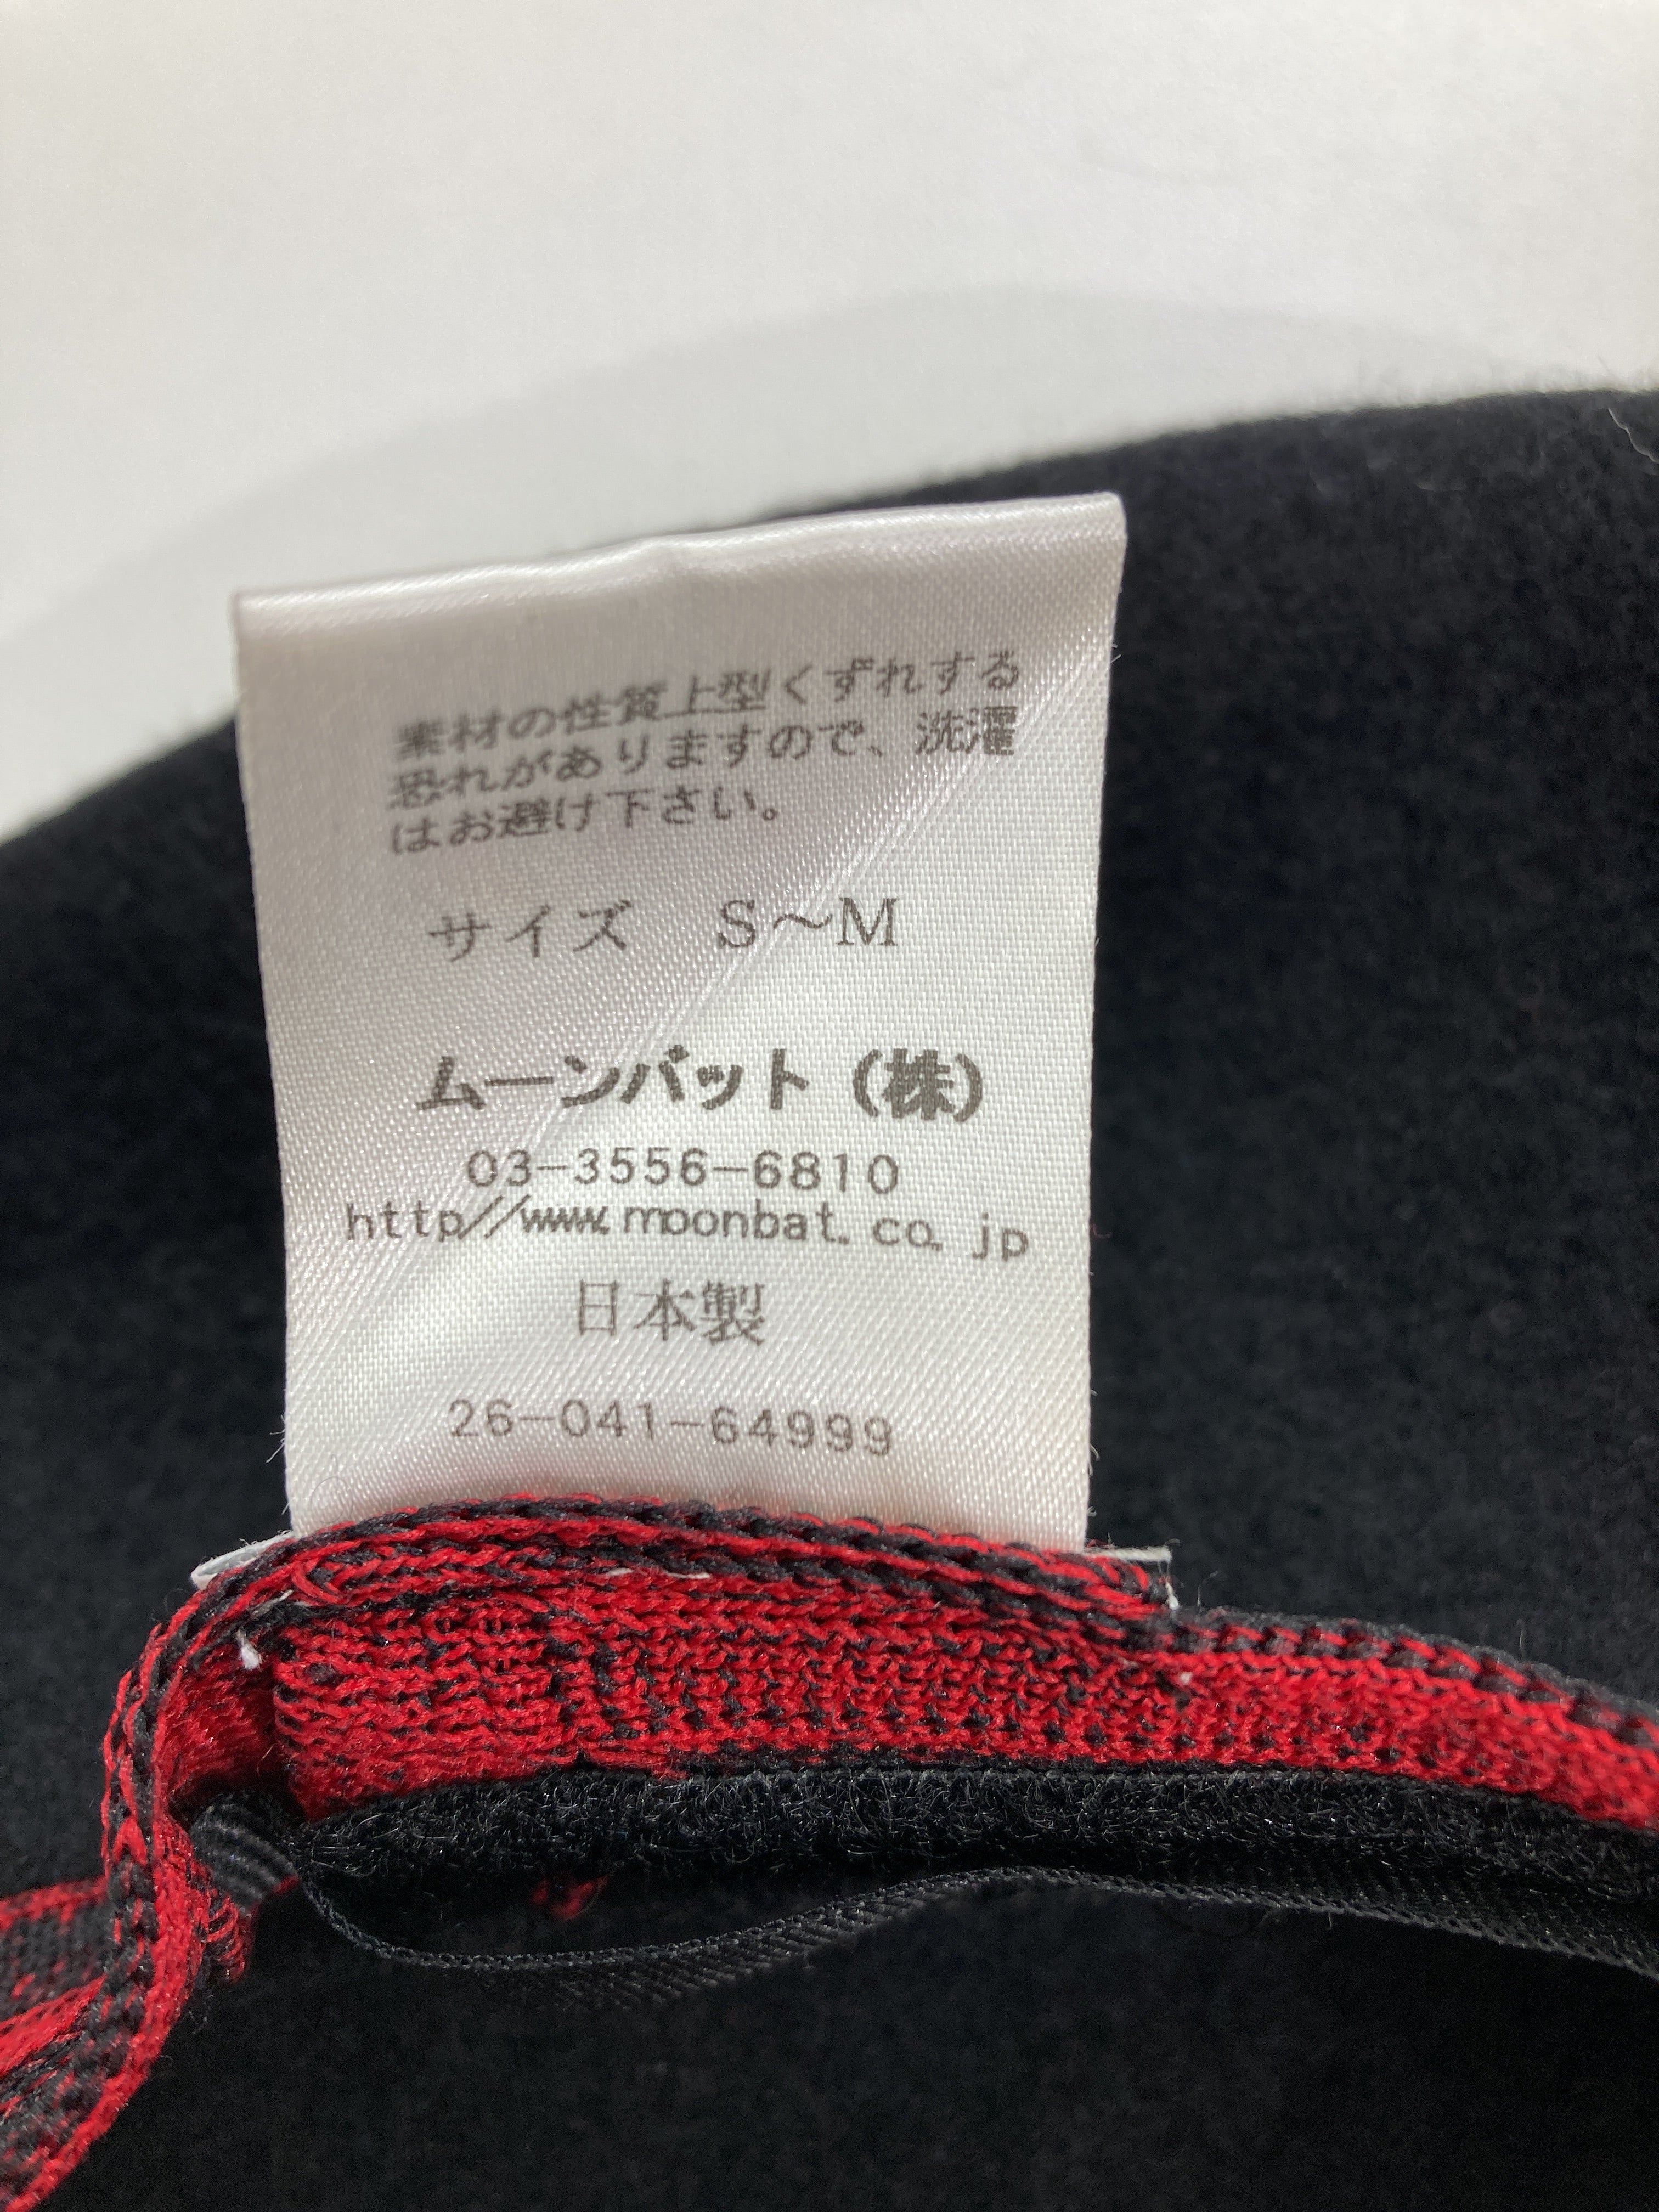 素材の性質上型くずれする
恐れがありますので、洗濯
はお避け下さい。
サイズ　S〜M
ムーンバット（株）
03-3556-6810
http//www.moonbat.co.jp
日本製
26-041-64999